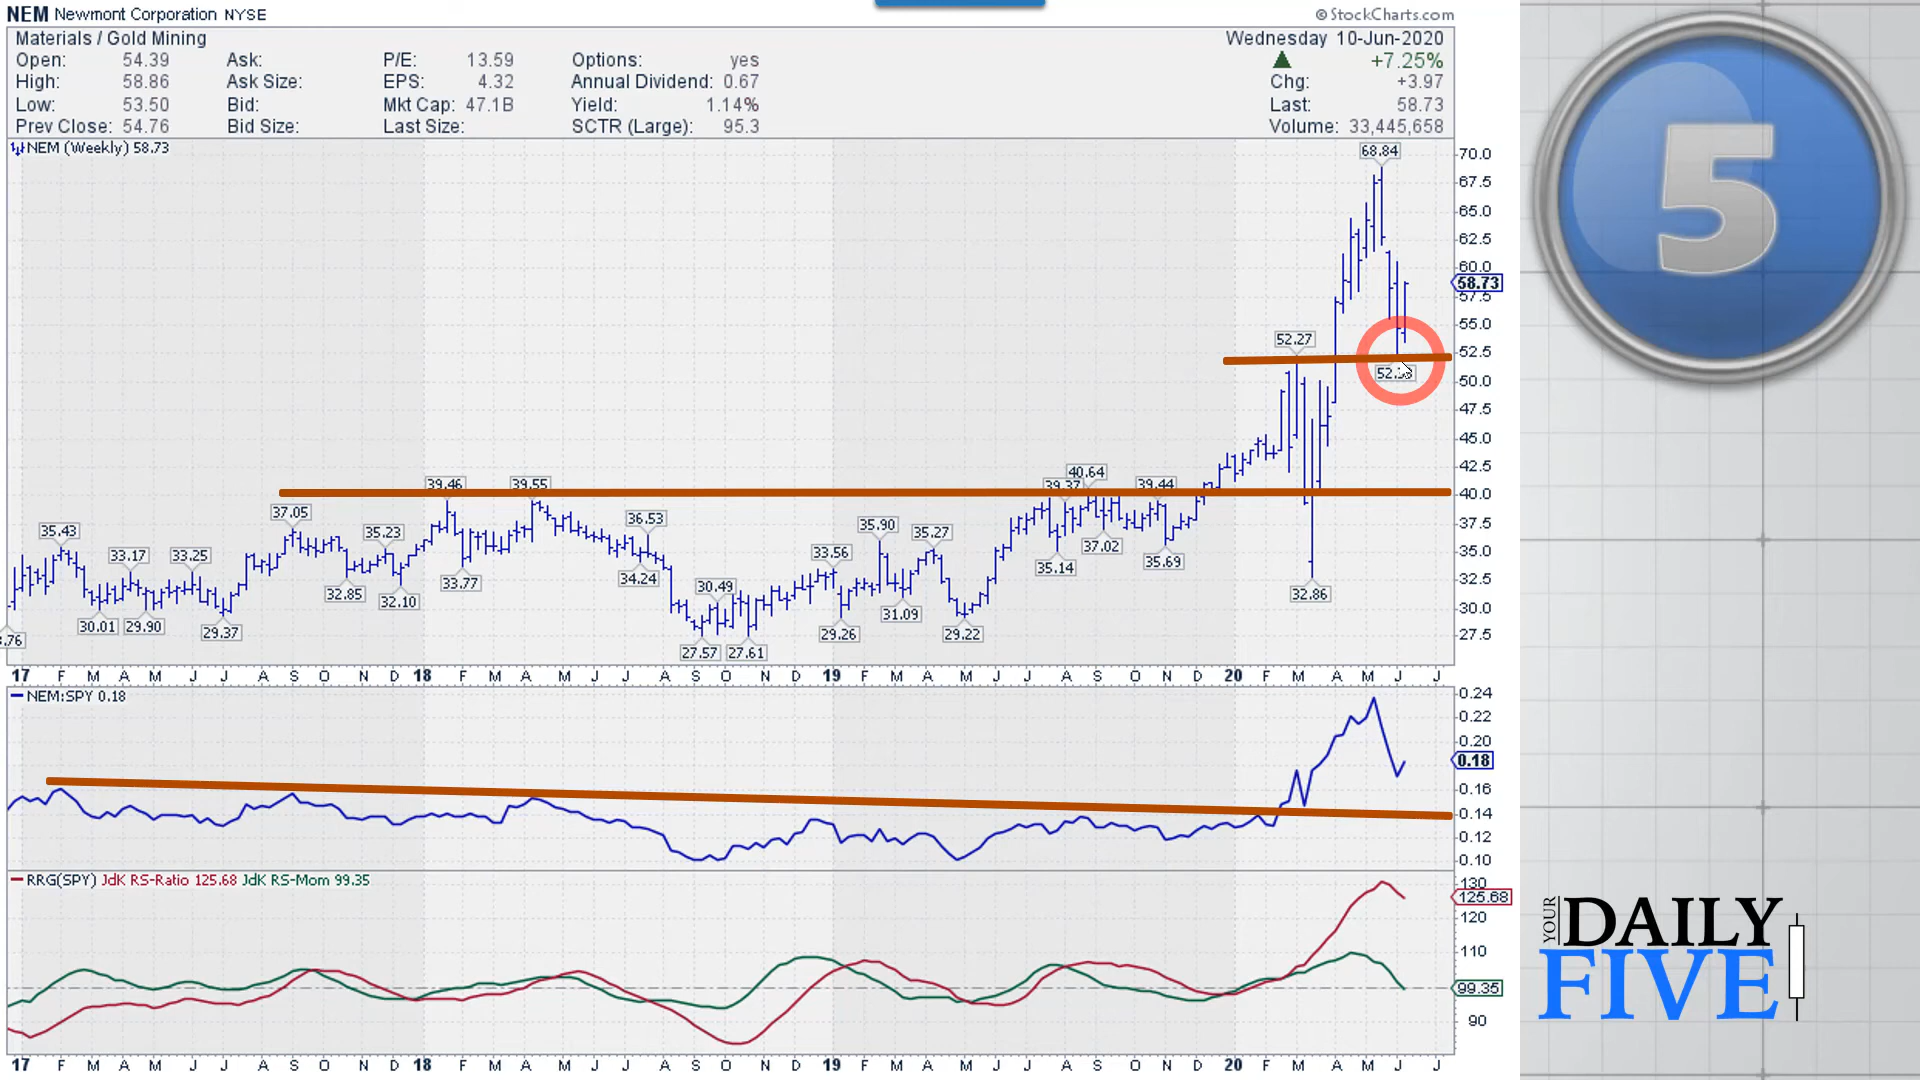 NEM Newmont Corporation NYSE
© StockCharts.com
Materials / Gold Mining
Wednesday 10-Jun-2020
Open: 54.39 Ask: P/E: 13.59 Options: yes
+7.25%
High: 58.86 Ask Size: EPS: 4.32 Annual Dividend: 0.67
Chg: +3.97
Low: 53.50 Bid: Mkt Cap: 47.1B Yield: 1.14%
Last: 58.73
Prev Close: 54.76 Bid Size: Last Size: SCTR (Large): 95.3
Volume: 33,445,658
NEM (Weekly) 58.73
68.84
70.0
67.5
65.0
62.5
60.0
58.73
57.5
55.0
52.5
50.0
47.5
45.0
42.5
40.0
37.5
35.0
32.5
30.0
27.5
52.27
40.64
39.46 39.55 39.37 39.44
37.05
35.43 35.23 36.53 35.90 35.27
33.17 33.25 33.56 37.02
32.85 32.10 33.77 34.24 30.49 35.14 35.69
31.09 32.86
30.01 29.90 29.37 29.26 29.22
.76
27.57 27.61
17 F M A M J J A S O N D 18 F M A M J J A S O N D 19 F M A M J J A S O N D 20 F M A M J J
NEM:SPY 0.18
0.24
0.22
0.20
0.18
0.16
0.14
0.12
0.10
RRG(SPY) JdK RS-Ratio 125.68 JdK RS-Mom 99.35
130
125.68
120
110
99.35
90
17 F M A M J J A S O N D 18 F M A M J J A S O N D 19 F M A M J J A S O N D 20 F M A M J J
5
YOUR
DAILY
FIVE